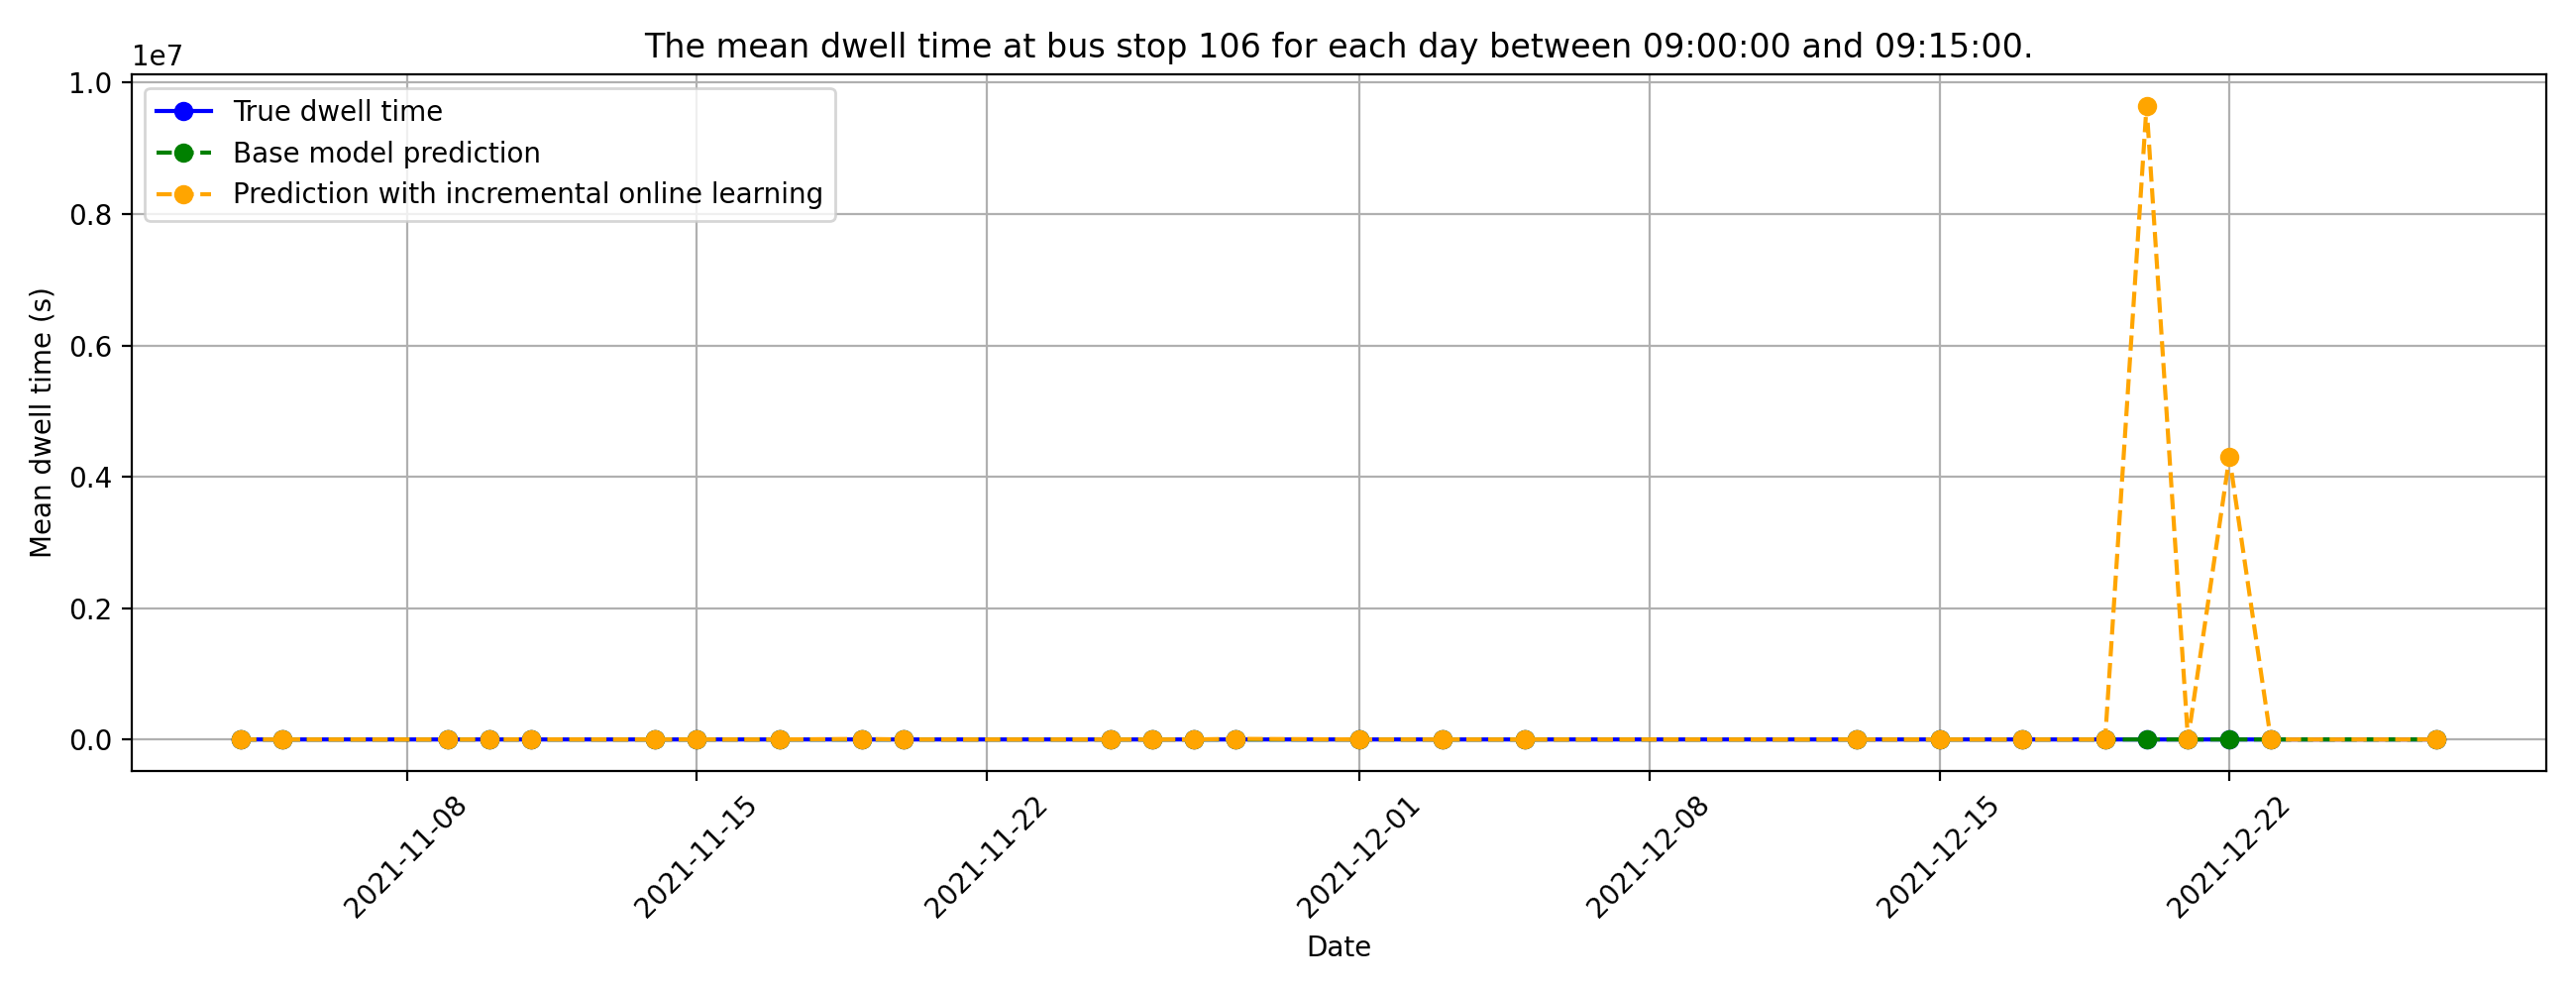 The mean dwell time at bus stop 106 for each day between 09:00:00 and 09:15:00.
1e7
1.0
0.8
0.6
0.4
0.2
0.0
Mean dwell time (s)
True dwell time
Base model prediction
Prediction with incremental online learning
2021-11-08
2021-11-15
2021-11-22
2021-12-01
2021-12-08
2021-12-15
2021-12-22
Date